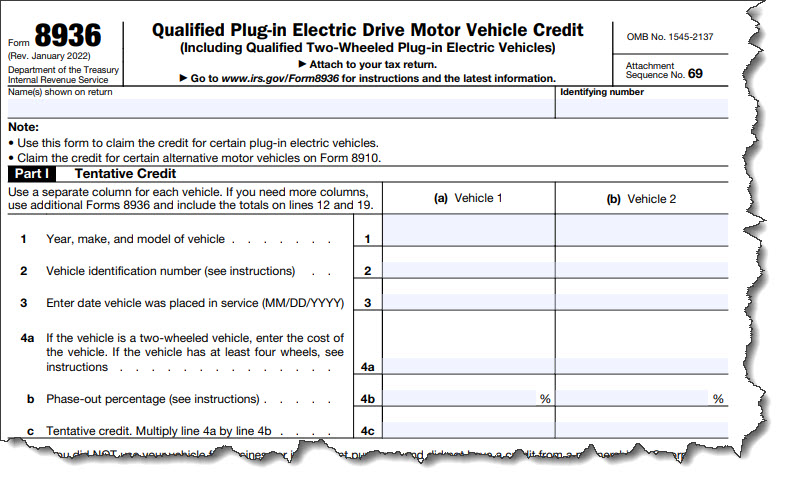 Form 8936
(Rev. January 2022)
Department of the Treasury
Internal Revenue Service
Qualified Plug-in Electric Drive Motor Vehicle Credit
(Including Qualified Two-Wheeled Plug-in Electric Vehicles)
▶ Attach to your tax return.
▶ Go to www.irs.gov/Form8936 for instructions and the latest information.
OMB No. 1545-2137
Attachment
Sequence No. 69
Name(s) shown on return
Identifying number
Note:
• Use this form to claim the credit for certain plug-in electric vehicles.
• Claim the credit for certain alternative motor vehicles on Form 8910.
Part I Tentative Credit
Use a separate column for each vehicle. If you need more columns,
use additional Forms 8936 and include the totals on lines 12 and 19.
(a) Vehicle 1
(b) Vehicle 2
1 Year, make, and model of vehicle . . . . . . . 1
2 Vehicle identification number (see instructions) . . 2
3 Enter date vehicle was placed in service (MM/DD/YYYY) 3
4a If the vehicle is a two-wheeled vehicle, enter the cost of
the vehicle. If the vehicle has at least four wheels, see
instructions . . . . . . . . . . . . . 4a
b Phase-out percentage (see instructions) . . . . . 4b % %
c Tentative credit. Multiply line 4a by line 4b . . . . 4c
did NOT use your vehicle